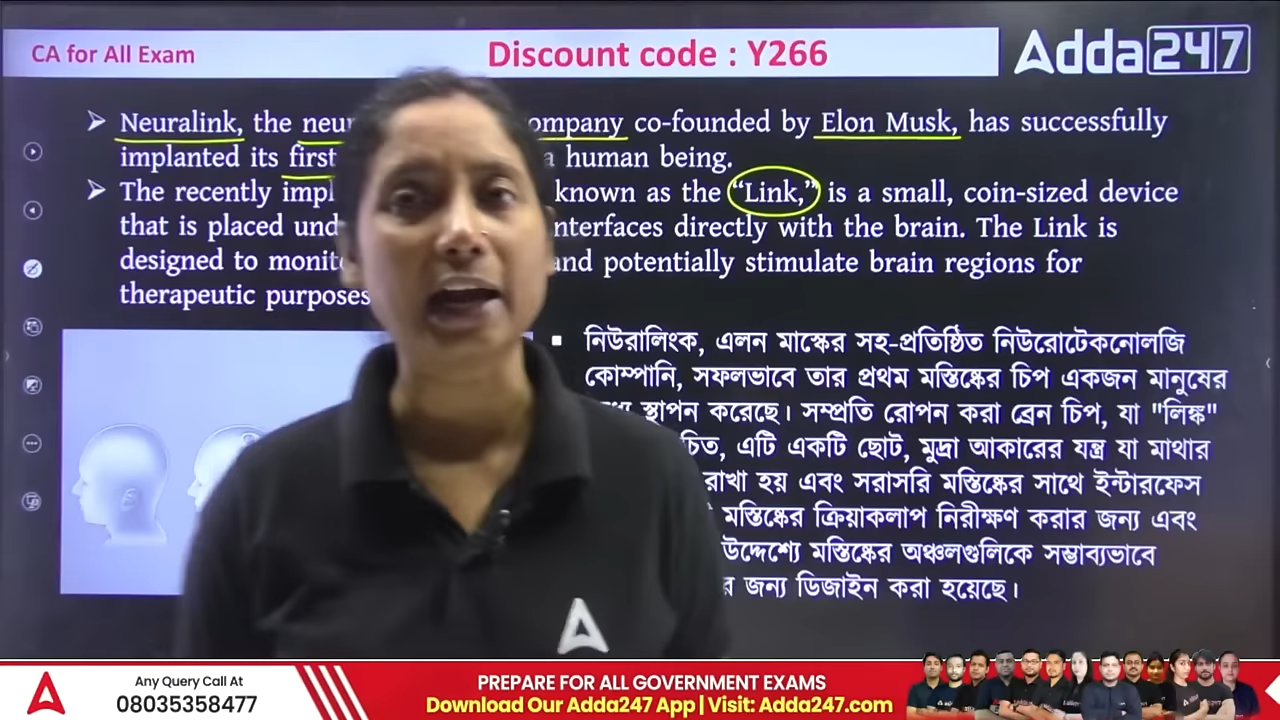 CA for All Exam
Discount code : Y266
Adda247
➢ Neuralink, the ompany co-founded by Elon Musk, has successfully
implanted its first a human being.
➢ The recently known as the “Link,” is a small, coin-sized device
that is placed nterfaces directly with the brain. The Link is
designed to and potentially stimulate brain regions for
therapeutic purposes
▪ নিউরালিংক, এলন মাস্কের সহ-প্রতিষ্ঠিত নিউরোটেকনোলজি
কোম্পানি, সফলভাবে তার প্রথম মস্তিষ্কের চিপ একজন মানুষের
স্থাপন করেছে। সম্প্রতি রোপন করা ব্রেন চিপ, যা "লিঙ্ক"
চিত, এটি একটি ছোট, মুদ্রা আকারের যন্ত্র যা মাথার
রাখা হয় এবং সরাসরি মস্তিষ্কের সাথে ইন্টারফেস
মস্তিষ্কের ক্রিয়াকলাপ নিরীক্ষণ করার জন্য এবং
উদ্দেশ্যে মস্তিষ্কের অঞ্চলগুলিকে সম্ভাব্যভাবে
র জন্য ডিজাইন করা হয়েছে।
Any Query Call At
08035358477
PREPARE FOR ALL GOVERNMENT EXAMS
Download Our Adda247 App | Visit: Adda247.com